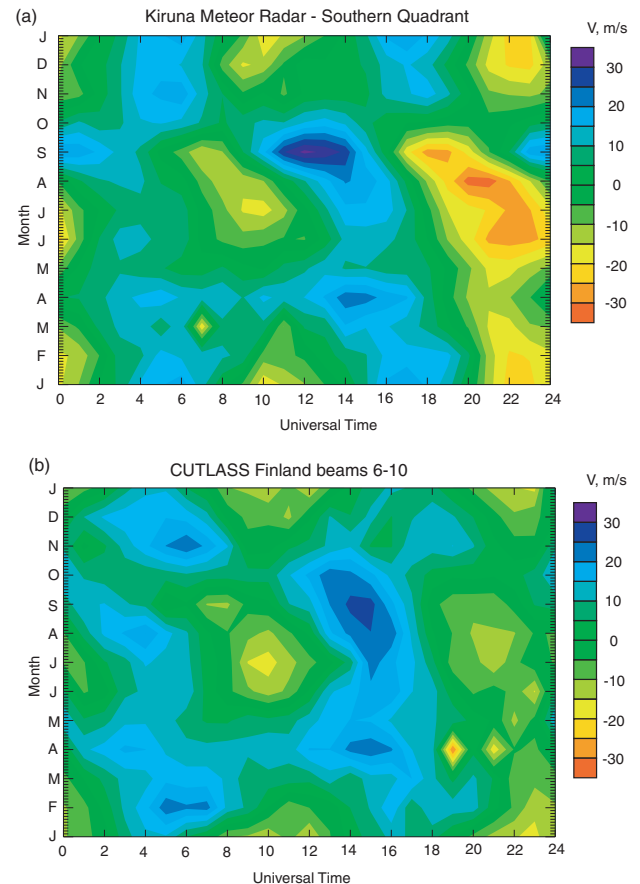 (a)
Kiruna Meteor Radar - Southern Quadrant
V, m/s
J
D
N
O
S
A
J
J
M
A
M
F
J
Month
0 2 4 6 8 10 12 14 16 18 20 22 24
Universal Time
30
20
10
0
-10
-20
-30
(b)
CUTLASS Finland beams 6-10
V, m/s
J
D
N
O
S
A
J
J
M
A
M
F
J
Month
0 2 4 6 8 10 12 14 16 18 20 22 24
Universal Time
30
20
10
0
-10
-20
-30